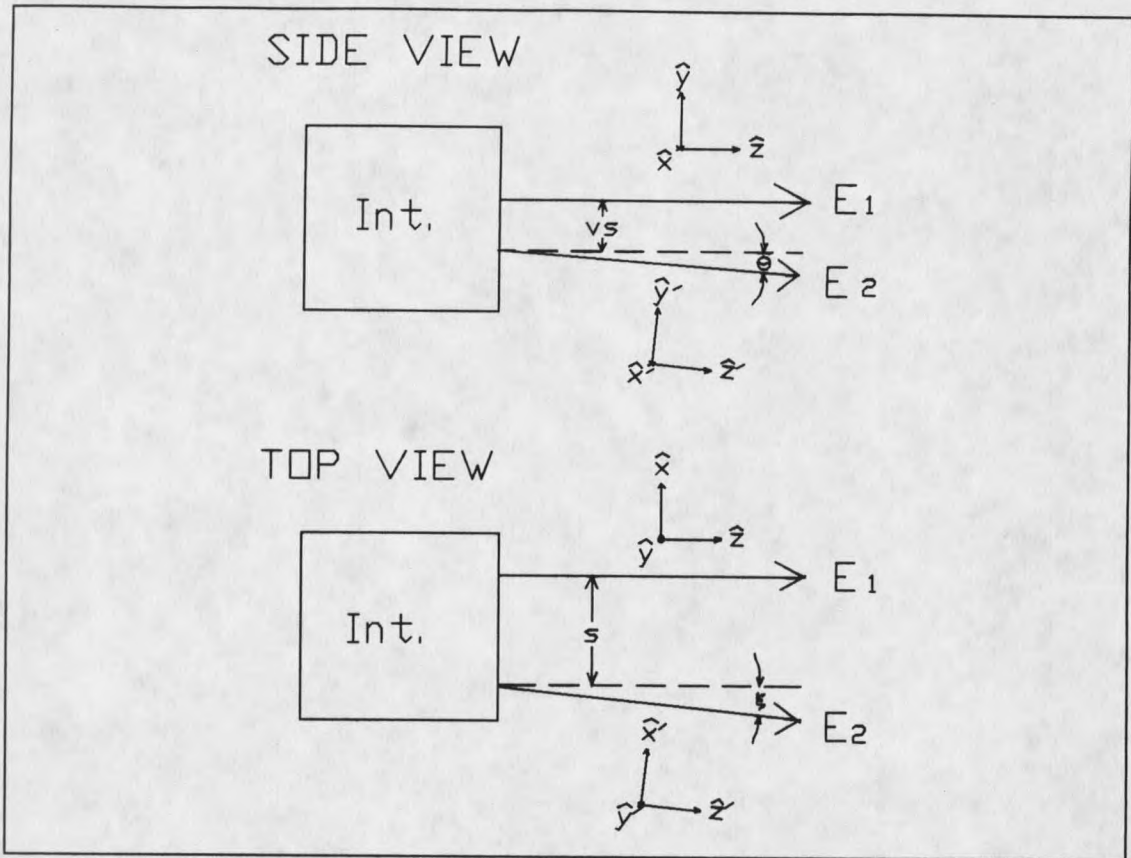 SIDE VIEW
ŷ
x̂ ẑ
Int.
E1
vs
θ
E2
ŷ'
x̂' ẑ'
TOP VIEW
x̂
ŷ ẑ
Int.
E1
s
E2
x̂'
ŷ' ẑ'